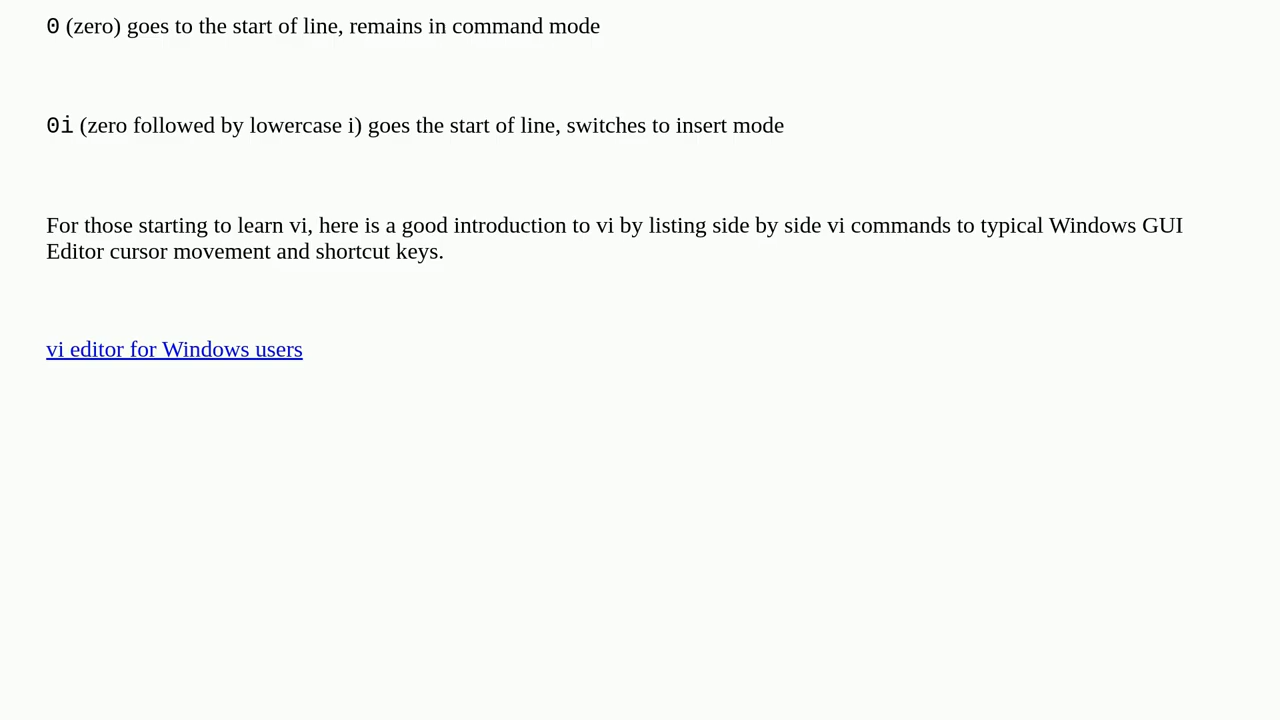 0 (zero) goes to the start of line, remains in command mode
0i (zero followed by lowercase i) goes the start of line, switches to insert mode
For those starting to learn vi, here is a good introduction to vi by listing side by side vi commands to typical Windows GUI
Editor cursor movement and shortcut keys.
vi editor for Windows users